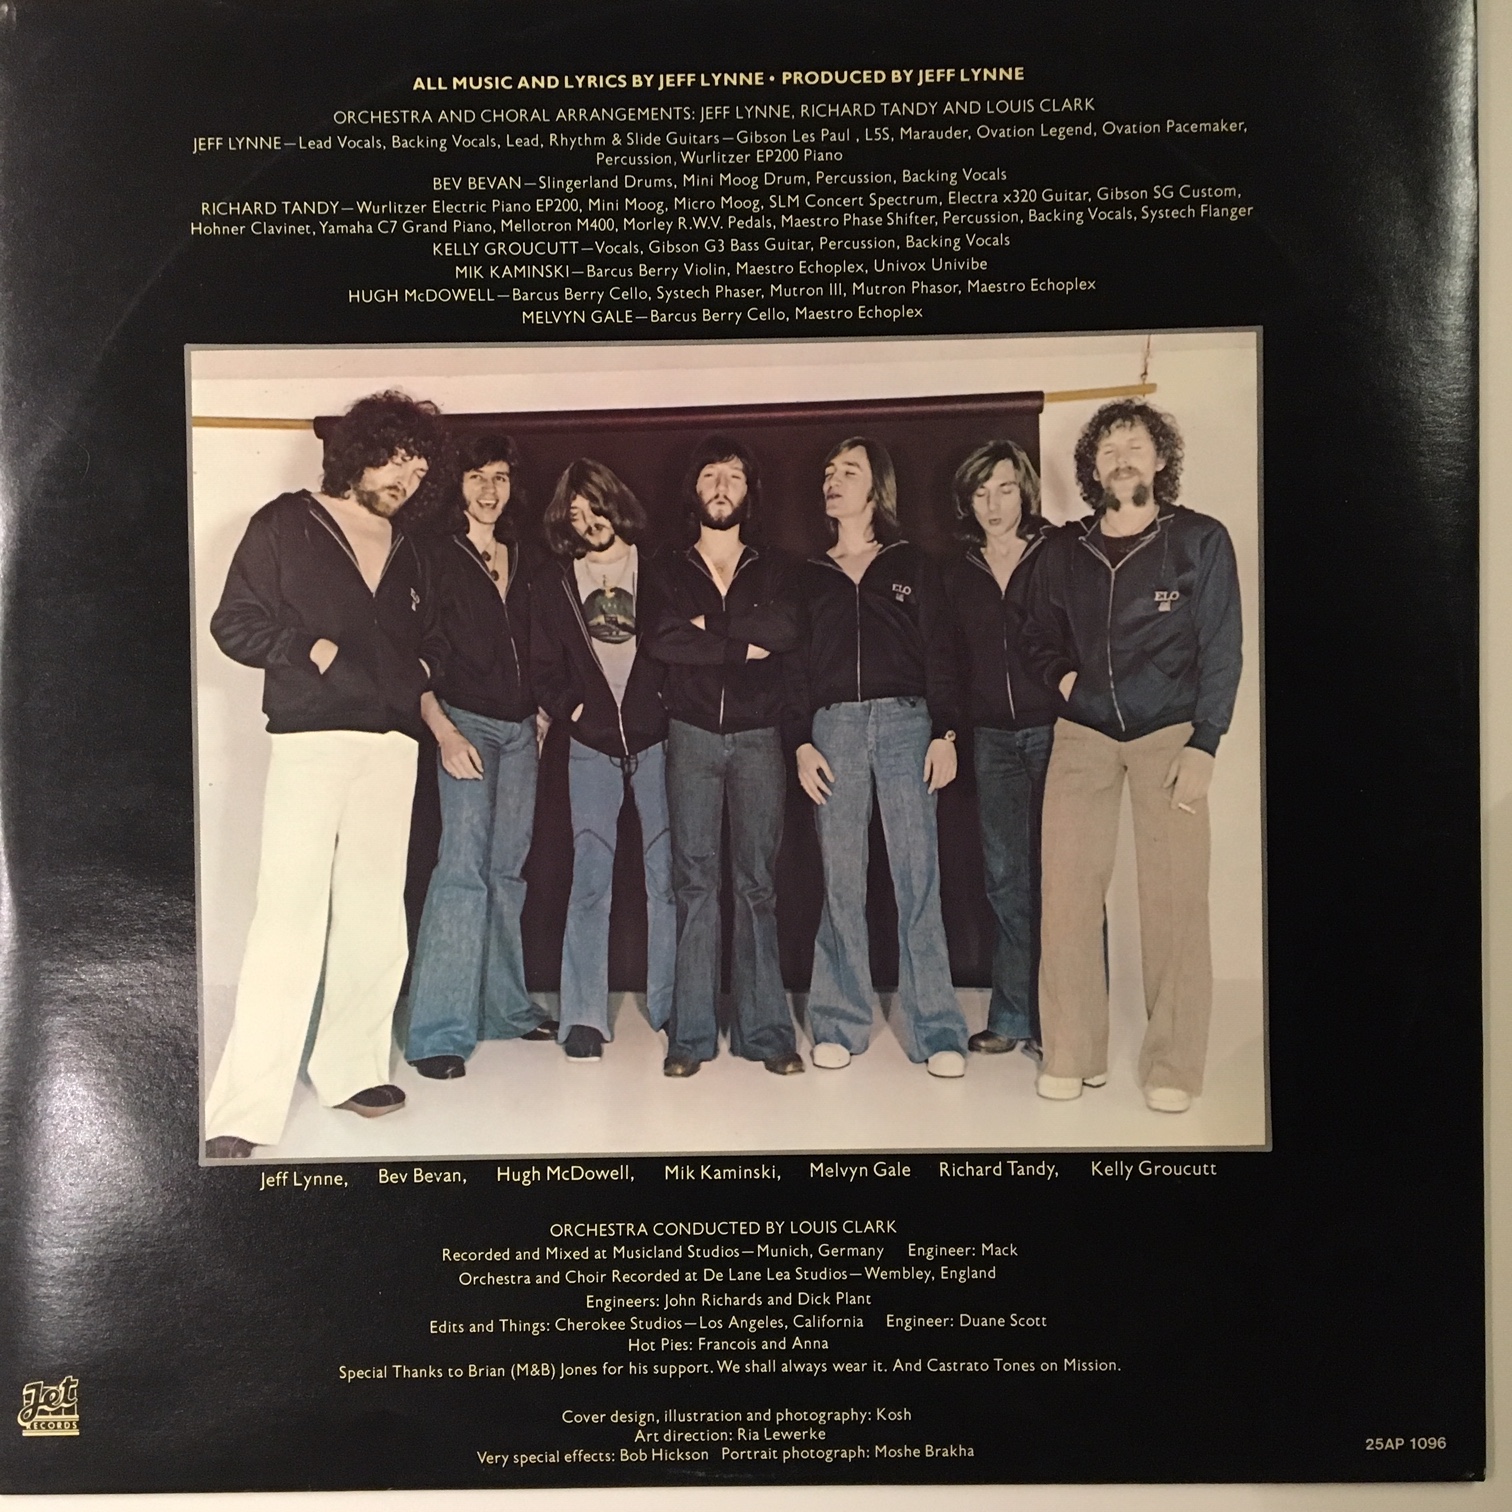 ALL MUSIC AND LYRICS BY JEFF LYNNE • PRODUCED BY JEFF LYNNE
ORCHESTRA AND CHORAL ARRANGEMENTS: JEFF LYNNE, RICHARD TANDY AND LOUIS CLARK
JEFF LYNNE—Lead Vocals, Backing Vocals, Lead, Rhythm & Slide Guitars—Gibson Les Paul , L5S, Marauder, Ovation Legend, Ovation Pacemaker,
Percussion, Wurlitzer EP200 Piano
BEV BEVAN—Slingerland Drums, Mini Moog Drum, Percussion, Backing Vocals
RICHARD TANDY—Wurlitzer Electric Piano EP200, Mini Moog, Micro Moog, SLM Concert Spectrum, Electra x320 Guitar, Gibson SG Custom,
Hohner Clavinet, Yamaha C7 Grand Piano, Mellotron M400, Morley R.W.V. Pedals, Maestro Phase Shifter, Percussion, Backing Vocals, Systech Flanger
KELLY GROUCUTT—Vocals, Gibson G3 Bass Guitar, Percussion, Backing Vocals
MIK KAMINSKI—Barcus Berry Violin, Maestro Echoplex, Univox Univibe
HUGH McDOWELL—Barcus Berry Cello, Systech Phaser, Mutron III, Mutron Phasor, Maestro Echoplex
MELVYN GALE—Barcus Berry Cello, Maestro Echoplex
ELO
ELO
Jeff Lynne, Bev Bevan, Hugh McDowell, Mik Kaminski, Melvyn Gale Richard Tandy, Kelly Groucutt
ORCHESTRA CONDUCTED BY LOUIS CLARK
Recorded and Mixed at Musicland Studios—Munich, Germany Engineer: Mack
Orchestra and Choir Recorded at De Lane Lea Studios—Wembley, England
Engineers: John Richards and Dick Plant
Edits and Things: Cherokee Studios—Los Angeles, California Engineer: Duane Scott
Hot Pies: Francois and Anna
Special Thanks to Brian (M&B) Jones for his support. We shall always wear it. And Castrato Tones on Mission.
Jet
RECORDS
Cover design, illustration and photography: Kosh
Art direction: Ria Lewerke
Very special effects: Bob Hickson Portrait photograph: Moshe Brakha
25AP 1096